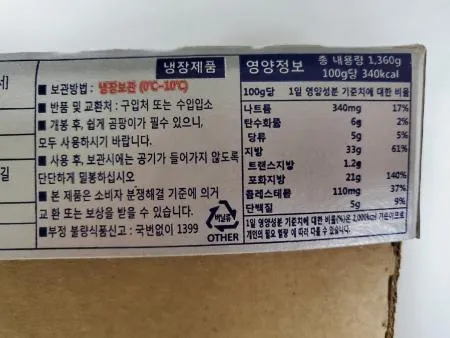 세]
길
냉장제품
■ 보관방법 : 냉장보관 (0℃~10℃)
■ 반품 및 교환처 : 구입처 또는 수입업소
■ 개봉 후, 쉽게 곰팡이가 필수 있으니,
모두 사용하시기 바랍니다.
■ 사용 후, 보관시에는 공기가 들어가지 않도록
단단하게 밀봉하십시오
■ 본 제품은 소비자 분쟁해결 기준에 의거
교환 또는 보상을 받을 수 있습니다.
■부정 불량식품신고 : 국번없이 1399
비닐류
OTHER
영양정보
총 내용량 1,360g
100g당 340kcal
100g당 1일 영양성분 기준치에 대한 비율
나트륨 340mg 17%
탄수화물 6g 2%
당류 5g 5%
지방 33g 61%
트랜스지방 1.2g
포화지방 21g 140%
콜레스테롤 110mg 37%
단백질 5g 9%
1일 영양성분 기준치에 대한 비율(%)은 2,000kcal 기준이므로
개인의 필요 열량에 따라 다를 수 있습니다.